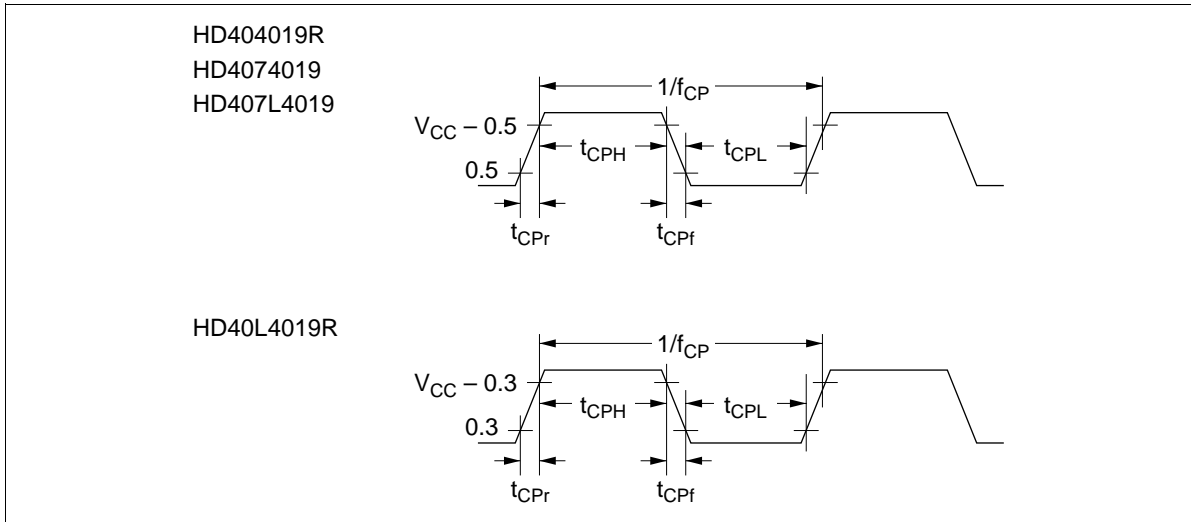 HD404019R
HD4074019
HD407L4019
1/fCP
VCC – 0.5
tCPH
tCPL
0.5
tCPr
tCPf
HD40L4019R
1/fCP
VCC – 0.3
tCPH
tCPL
0.3
tCPr
tCPf